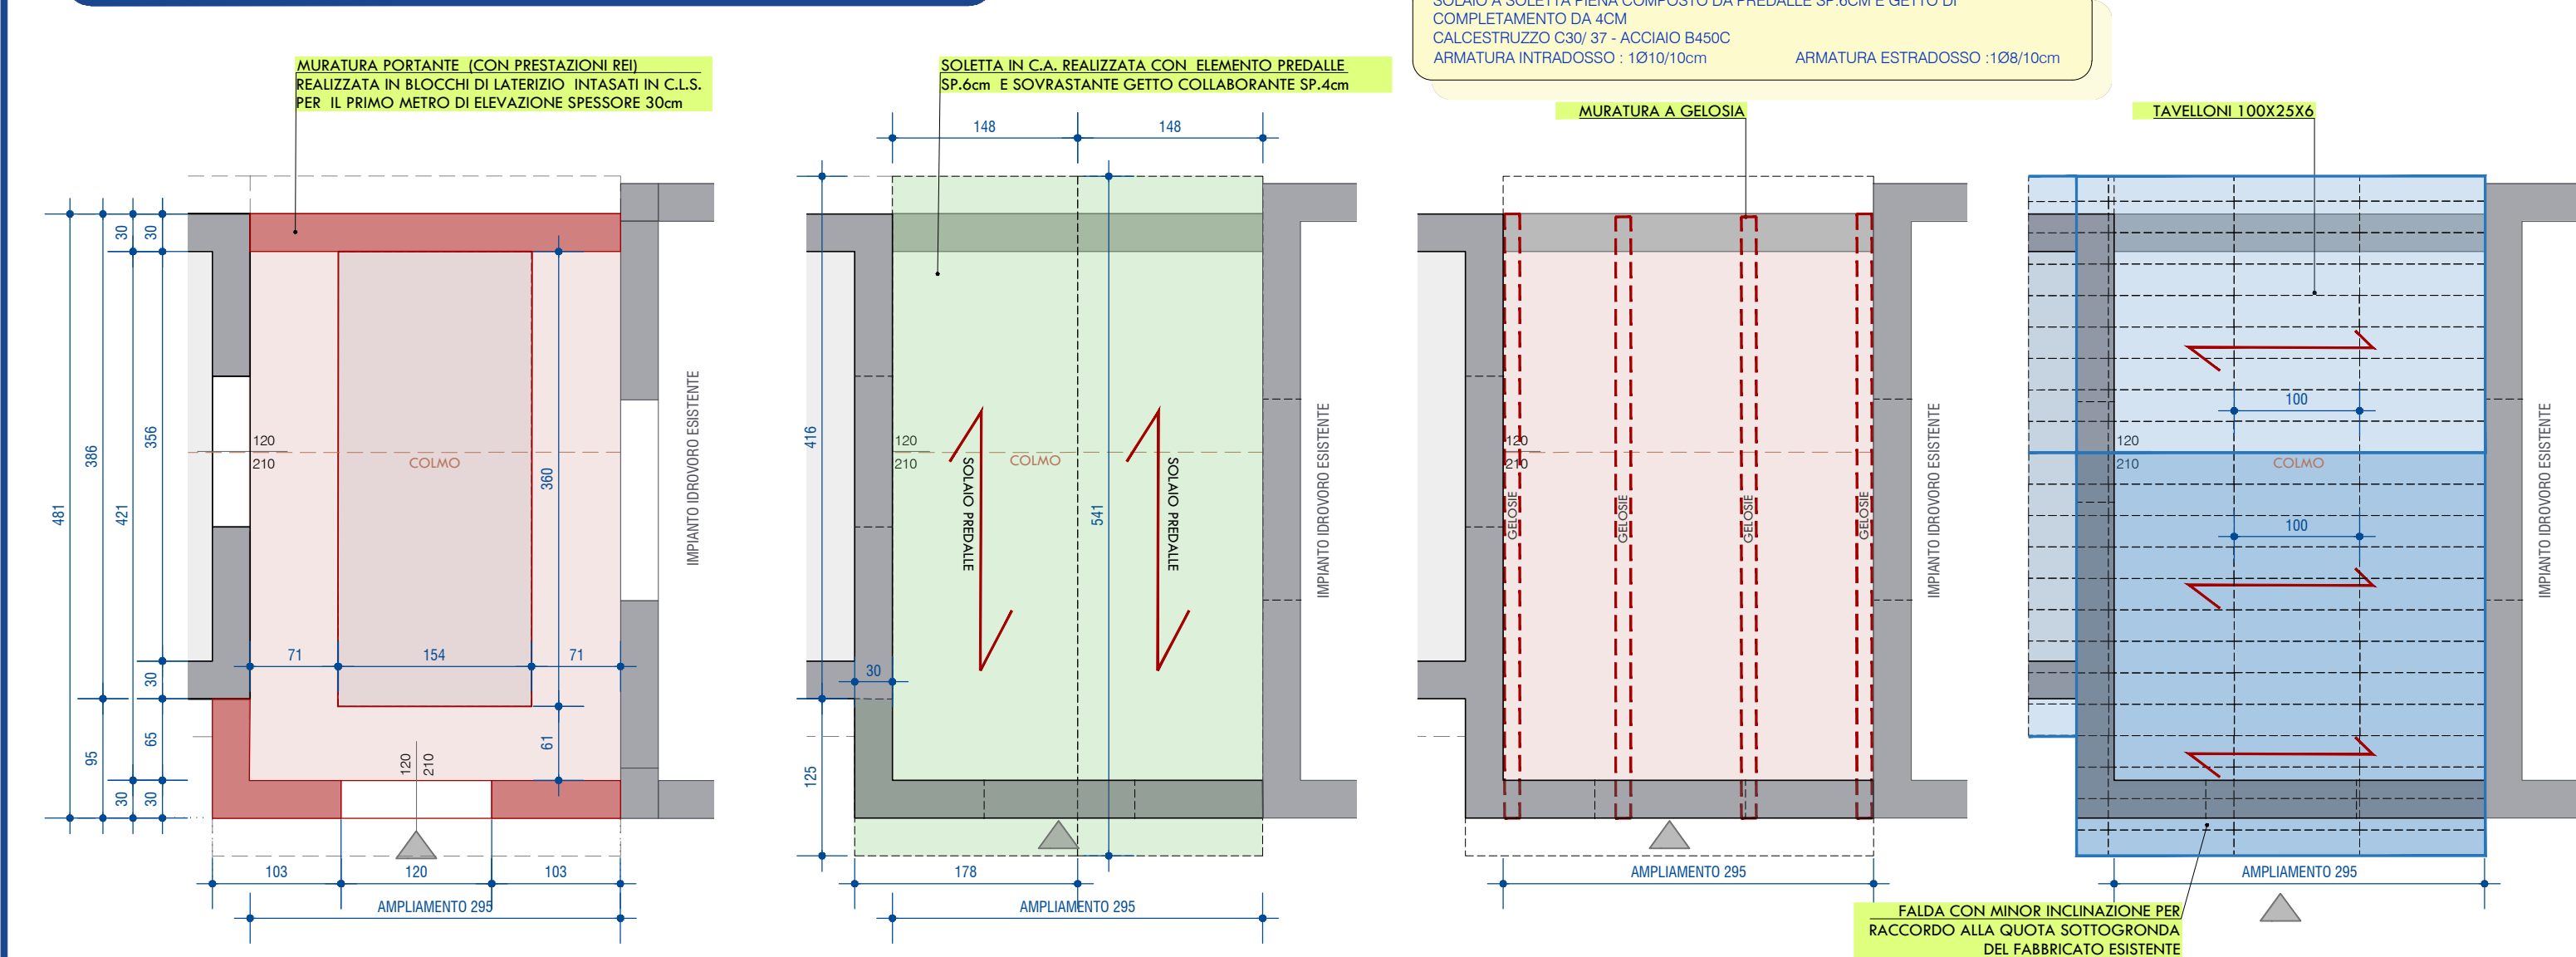 SOLAIO A SOLETTA PIENA COMPOSTO DA PREDALLE SP.6CM E GETTO DI
COMPLETAMENTO DA 4CM
CALCESTRUZZO C30/ 37 - ACCIAIO B450C
ARMATURA INTRADOSSO : 1Ø10/10cm
ARMATURA ESTRADOSSO :1Ø8/10cm
MURATURA PORTANTE (CON PRESTAZIONI REI)
REALIZZATA IN BLOCCHI DI LATERIZIO INTASATI IN C.L.S.
PER IL PRIMO METRO DI ELEVAZIONE SPESSORE 30cm
30
30
481
386
421
356
120
210
COLMO
360
IMPIANTO IDROVORO ESITENTE
71
154
71
30
95
65
30
30
61
120
210
103
120
103
AMPLIAMENTO 295
SOLETTA IN C.A. REALIZZATA CON ELEMENTO PREDALLE
SP.6cm E SOVRASTANTE GETTO COLLABORANTE SP.4cm
148
148
416
120
210
COLMO
SOLAIO PREDALLE
SOLAIO PREDALLE
541
IMPIANTO IDROVORO ESISTENTE
30
125
178
AMPLIAMENTO 295
MURATURA A GELOSIA
120
210
GELOSIE
GELOSIE
GELOSIE
GELOSIE
IMPIANTO IDROVORO ESISTENTE
AMPLIAMENTO 295
TAVELLONI 100X25X6
100
120
210
COLMO
100
IMPIANTO IDROVORO ESISTENTE
AMPLIAMENTO 295
FALDA CON MINOR INCLINAZIONE PER
RACCORDO ALLA QUOTA SOTTOGRONDA
DEL FABBRICATO ESISTENTE